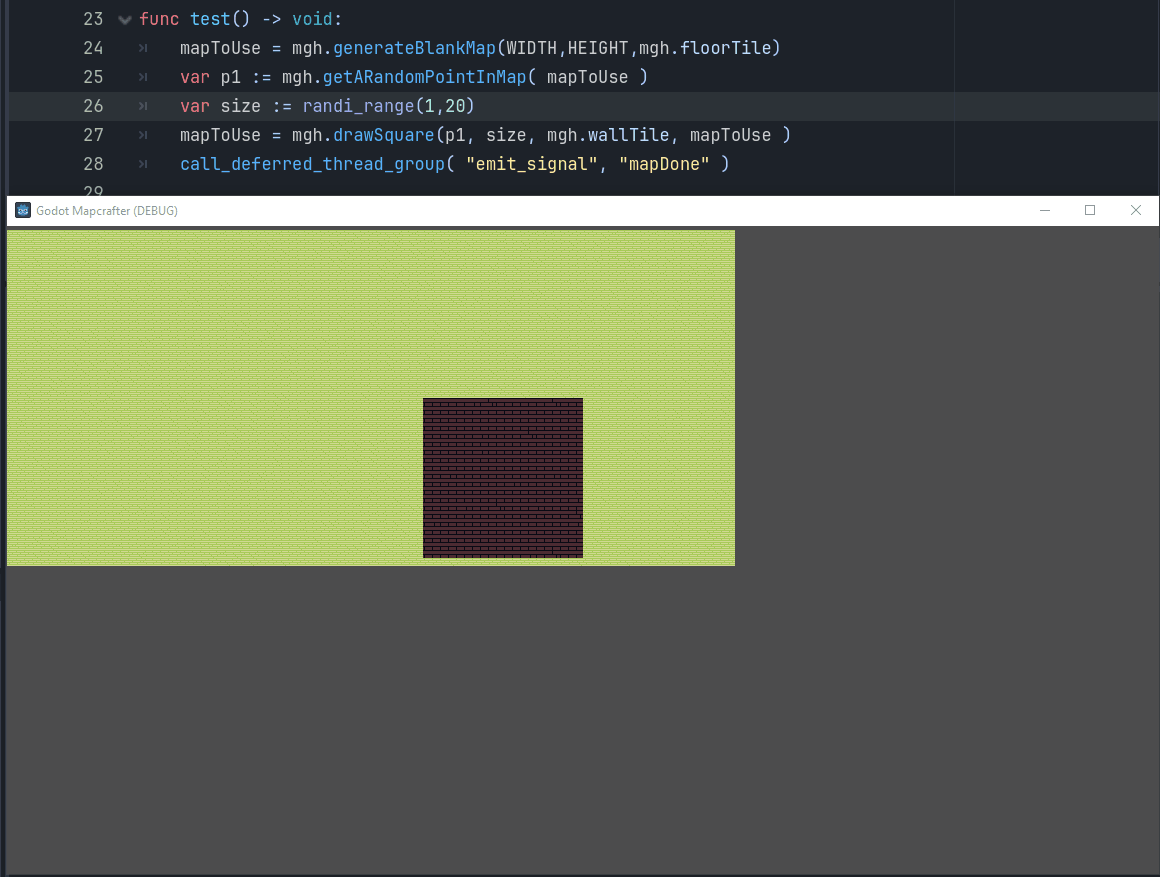 23 func test() -> void:
24 mapToUse = mgh.generateBlankMap(WIDTH,HEIGHT,mgh.floorTile)
25 var p1 := mgh.getARandomPointInMap( mapToUse )
26 var size := randi_range(1,20)
27 mapToUse = mgh.drawSquare(p1, size, mgh.wallTile, mapToUse )
28 call_deferred_thread_group( "emit_signal", "mapDone" )
29
Godot Mapcrafter (DEBUG)